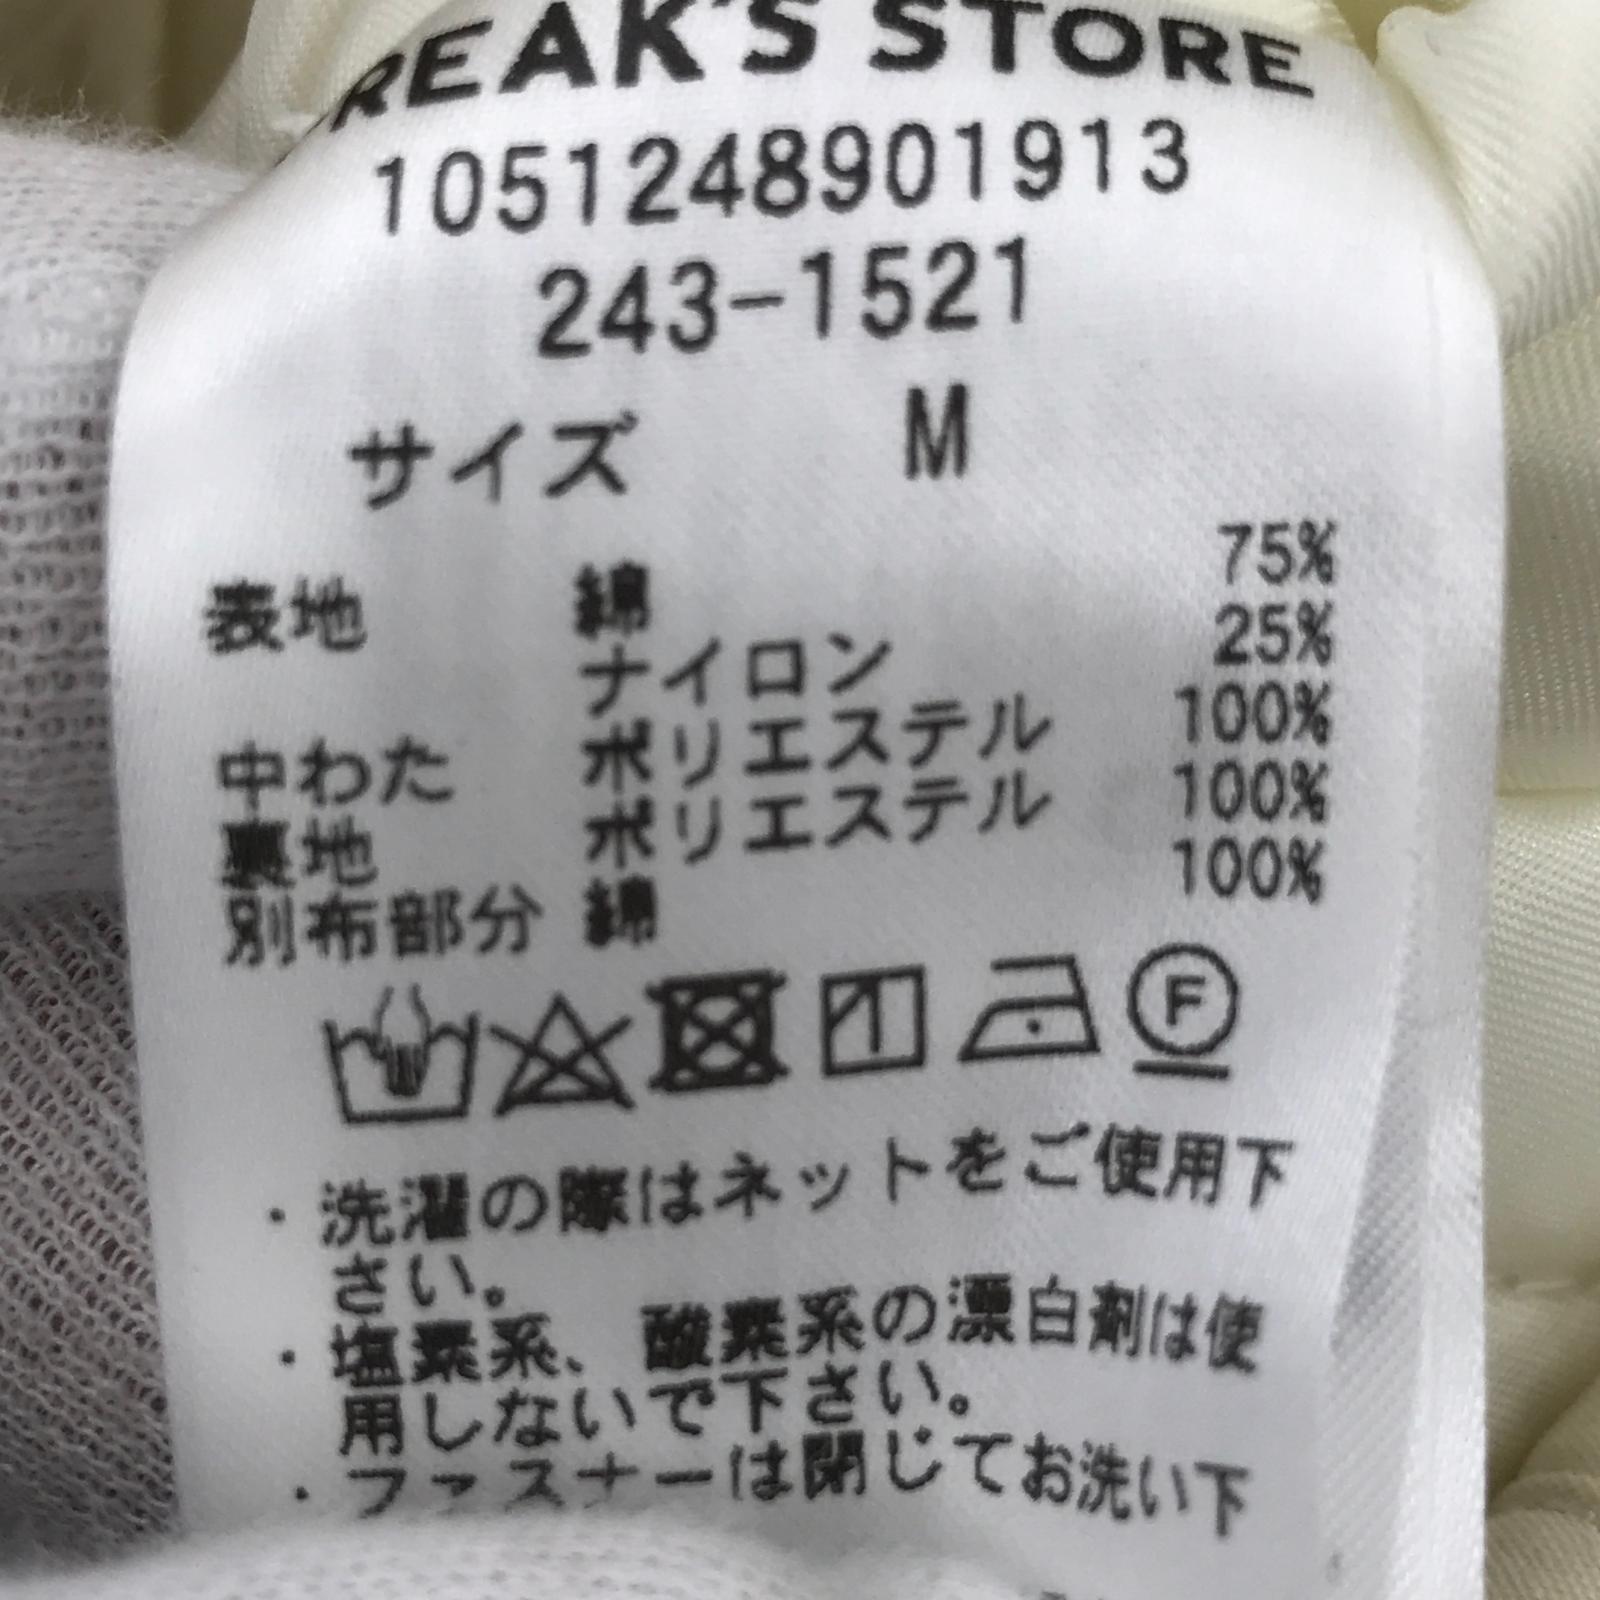 REAK'S STORE
1051248901913
243-1521
サイズ M
表地 綿 75%
ナイロン 25%
中わた ポリエステル 100%
裏地 ポリエステル 100%
別布部分 綿 100%
F
・洗濯の際はネットをご使用下
さい。
・塩素系、酸素系の漂白剤は使
用しないで下さい。
・ファスナーは閉じてお洗い下